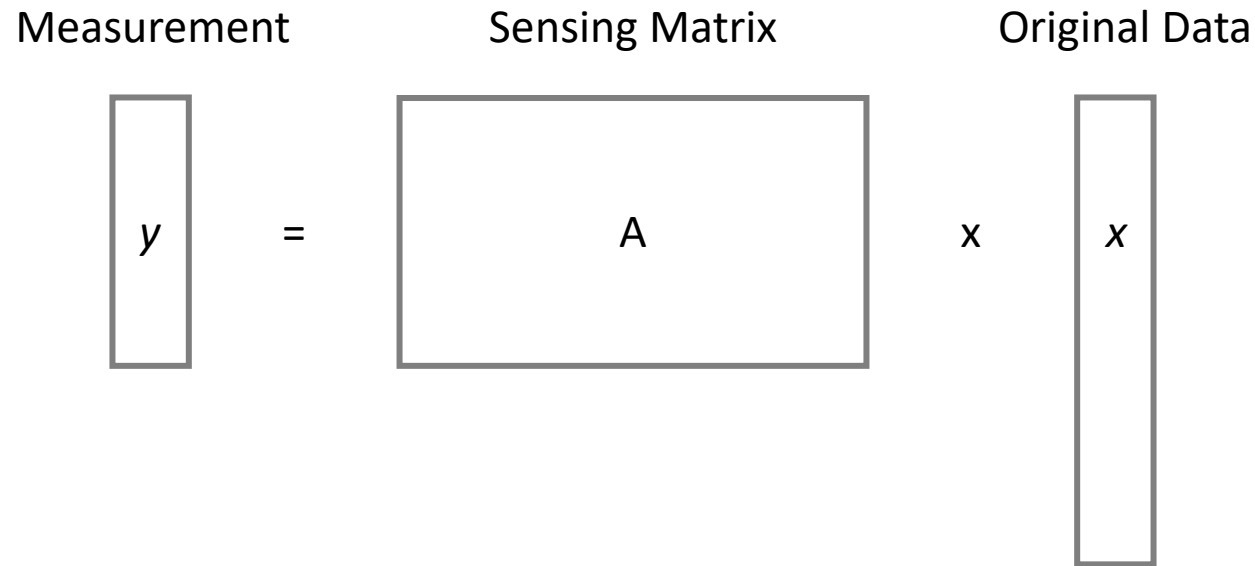 Measurement Sensing Matrix Original Data
y = A x x